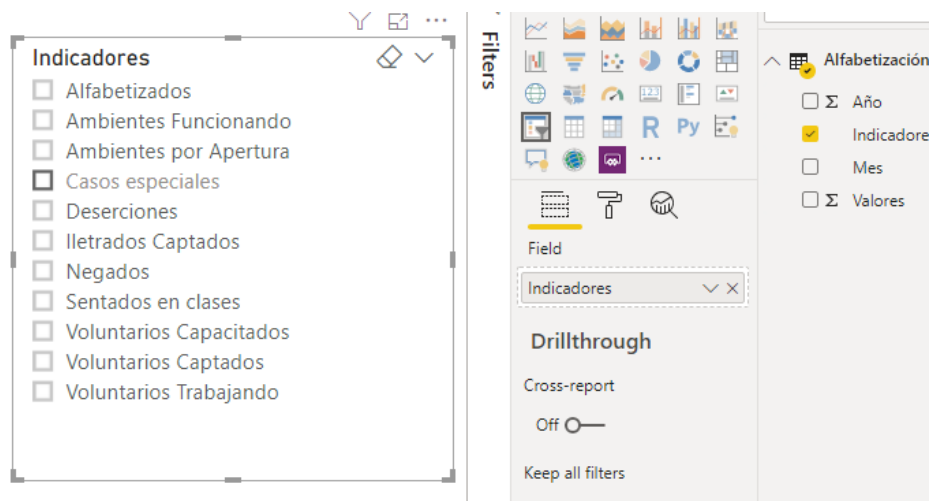 Indicadores
Alfabetizados
Ambientes Funcionando
Ambientes por Apertura
Casos especiales
Deserciones
Iletrados Captados
Negados
Sentados en clases
Voluntarios Capacitados
Voluntarios Captados
Voluntarios Trabajando
Filters
123
R Py
Field
Indicadores
Drillthrough
Cross-report
Off
Keep all filters
Alfabetización
Σ Año
Indicadore
Mes
Σ Valores